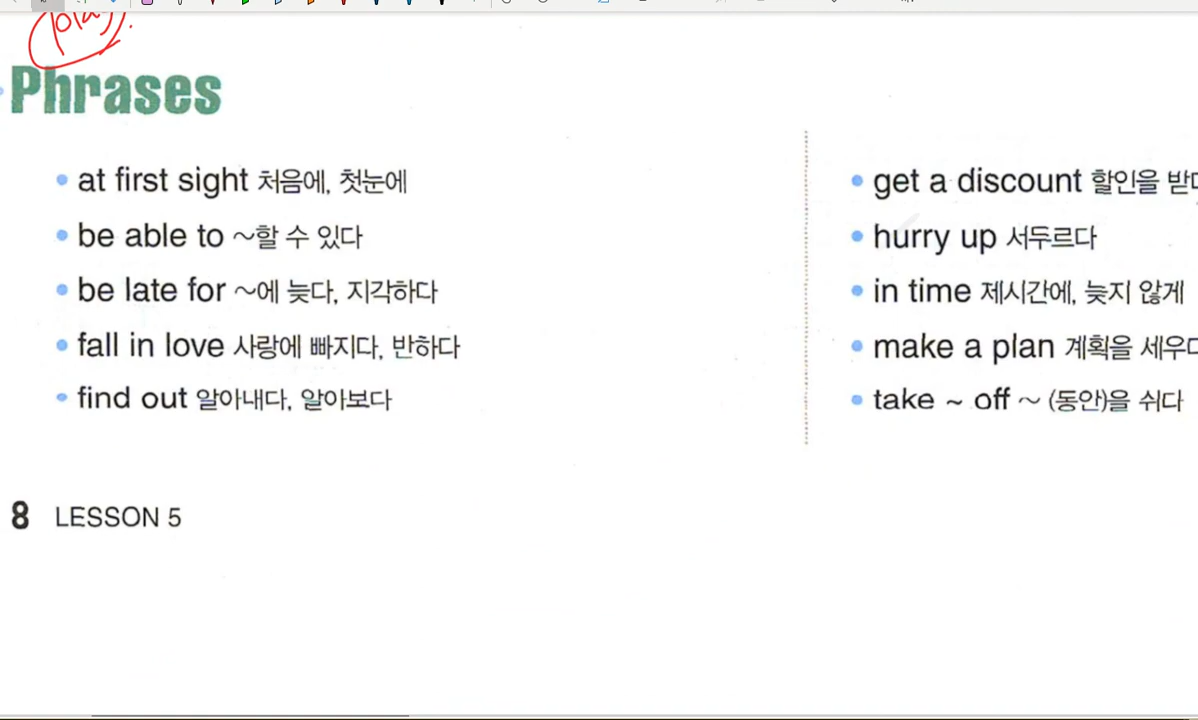 Phrases
• at first sight 처음에, 첫눈에
• be able to ~할 수 있다
• be late for ~에 늦다, 지각하다
• fall in love 사랑에 빠지다, 반하다
• find out 알아내다, 알아보다
• get a discount 할인을
• hurry up 서두르다
• in time 제시간에, 늦지 않게
• make a plan 계획을
• take ~ off ~ (동안)을 쉬다
8 LESSON 5